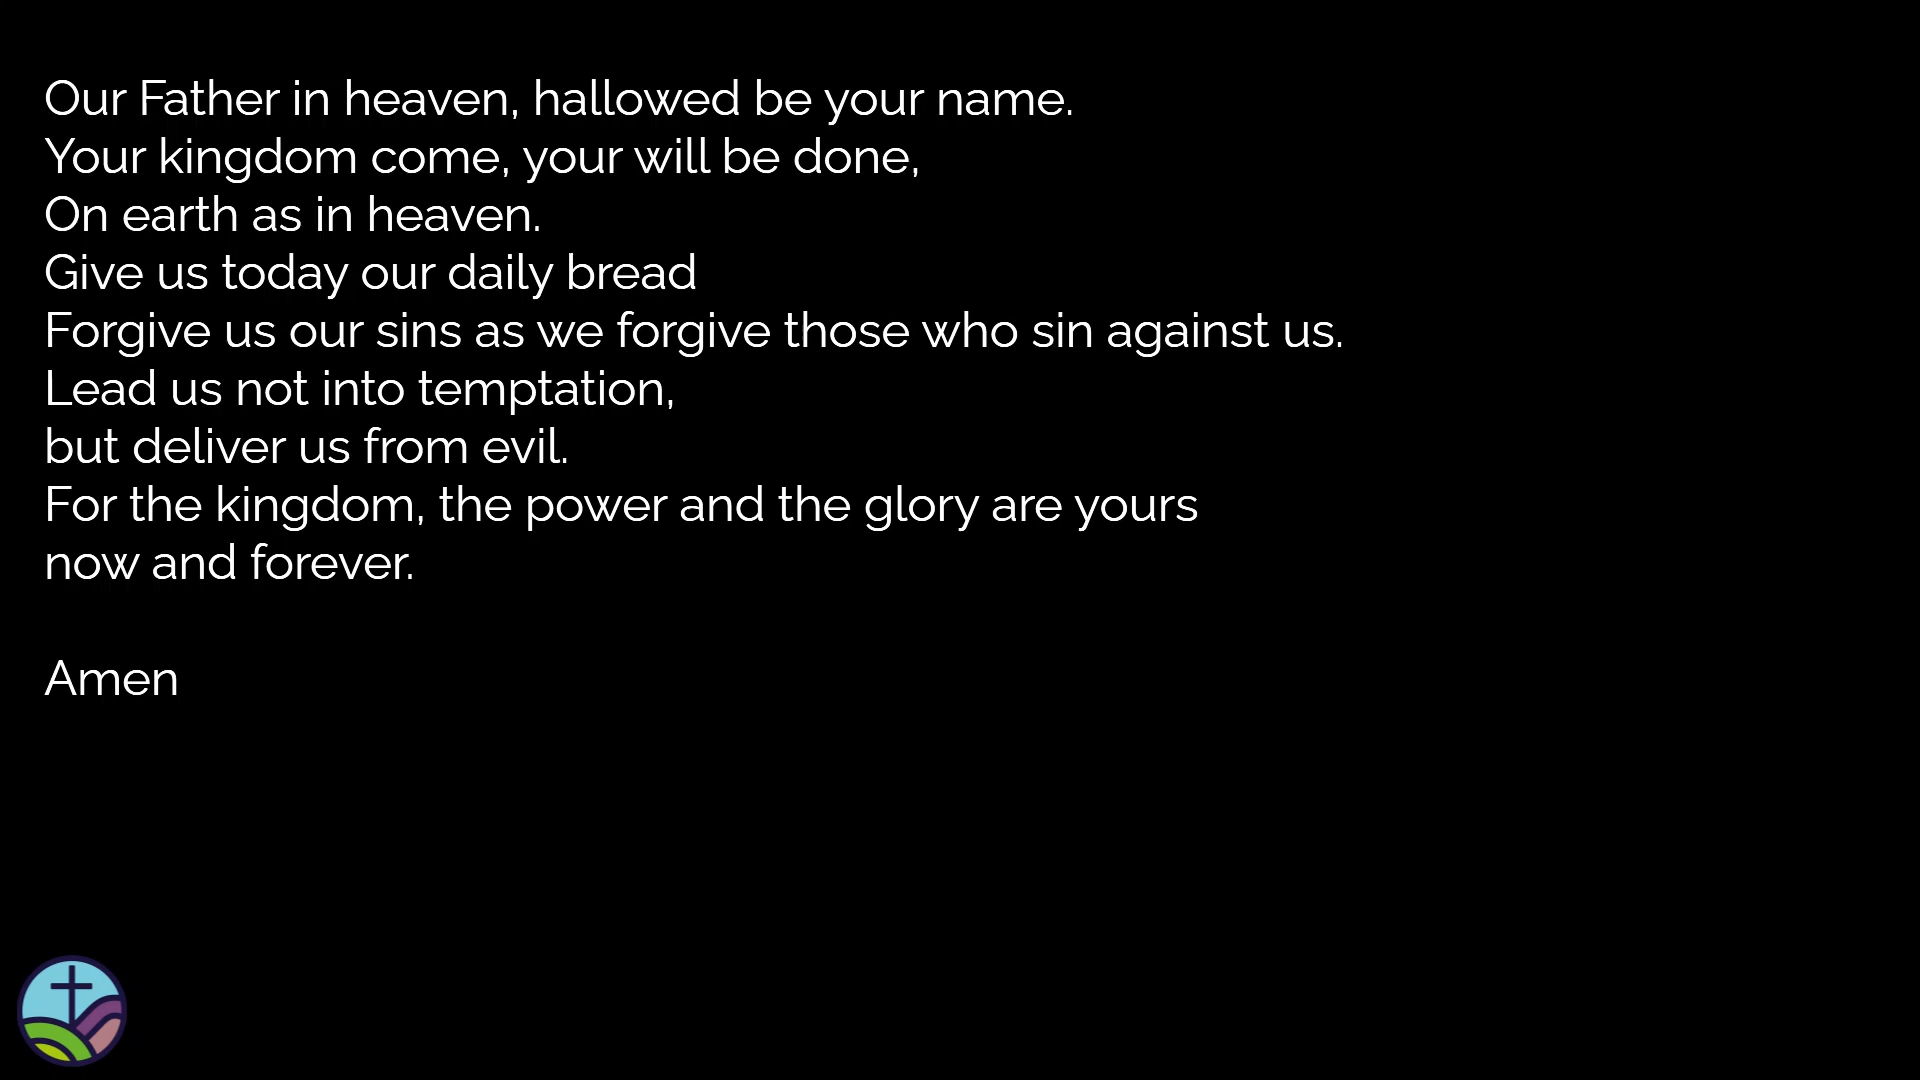 Our Father in heaven, hallowed be your name.
Your kingdom come, your will be done,
On earth as in heaven.
Give us today our daily bread
Forgive us our sins as we forgive those who sin against us.
Lead us not into temptation,
but deliver us from evil.
For the kingdom, the power and the glory are yours
now and forever.
Amen